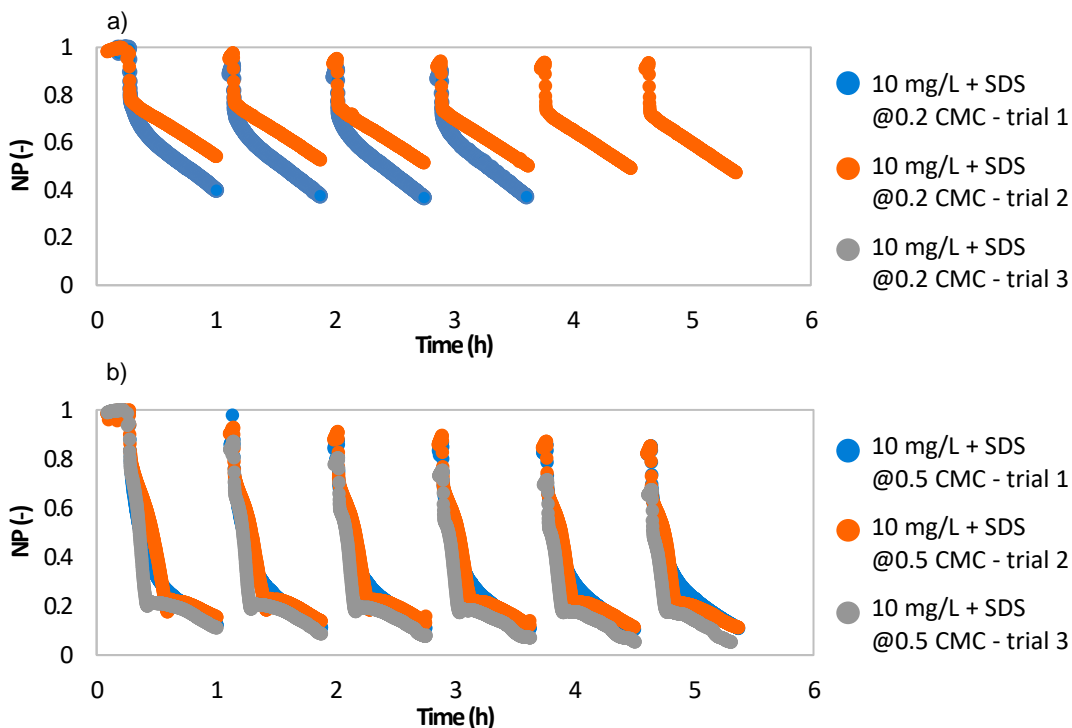 a)
1
0.8
0.6
0.4
0.2
0
NP (-)
0 1 2 3 4 5 6
Time (h)
10 mg/L + SDS
@0.2 CMC - trial 1
10 mg/L + SDS
@0.2 CMC - trial 2
10 mg/L + SDS
@0.2 CMC - trial 3
b)
1
0.8
0.6
0.4
0.2
0
NP (-)
0 1 2 3 4 5 6
Time (h)
10 mg/L + SDS
@0.5 CMC - trial 1
10 mg/L + SDS
@0.5 CMC - trial 2
10 mg/L + SDS
@0.5 CMC - trial 3